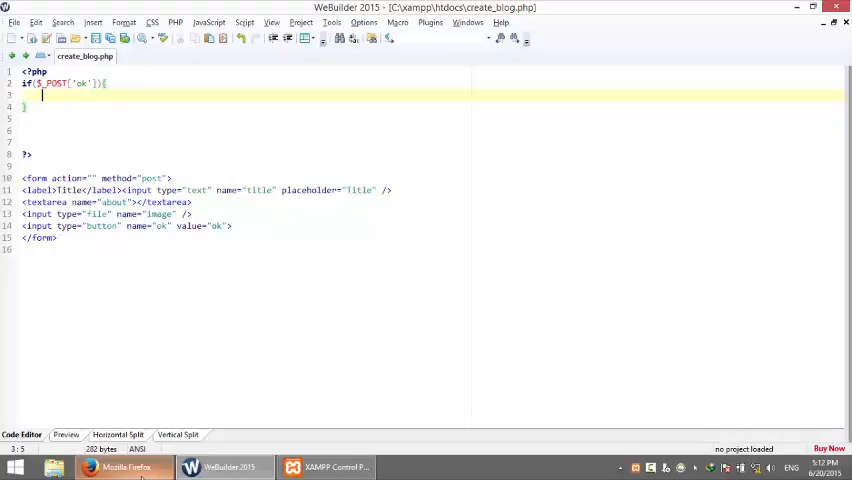 WeBuilder 2015 - [C:\xampp\htdocs\create_blog.php]
File Edit Search View Insert Format CSS PHP JavaScript Script View Project Tools Options Macro Plugins Windows Help
create_blog.php
1 <?php
2 if($_POST['ok']){
3
4 }
5
6
7
8 ?>
9
10 <form action="" method="post">
11 <label>Title</label><input type="text" name="title" placeholder="Title" />
12 <textarea name="about"></textarea>
13 <input type="file" name="image" />
14 <input type="button" name="ok" value="ok">
15 </form>
16
Code Editor Preview Horizontal Split Vertical Split
3 : 5 282 bytes ANSI no project loaded Buy Now
Mozilla Firefox WeBuilder 2015 XAMPP Control P... ENG 5:12 PM
6/20/2015